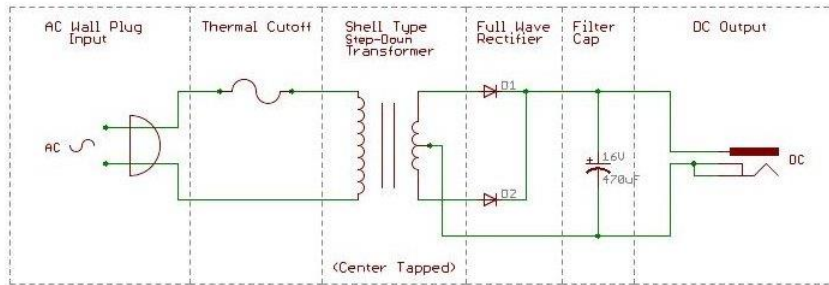 AC Wall Plug
Input
Thermal Cutoff
Shell Type
Step-Down
Transformer
Full Wave
Rectifier
Filter
Cap
DC Output
AC
D1
D2
+
16V
470uF
DC
(Center Tapped)